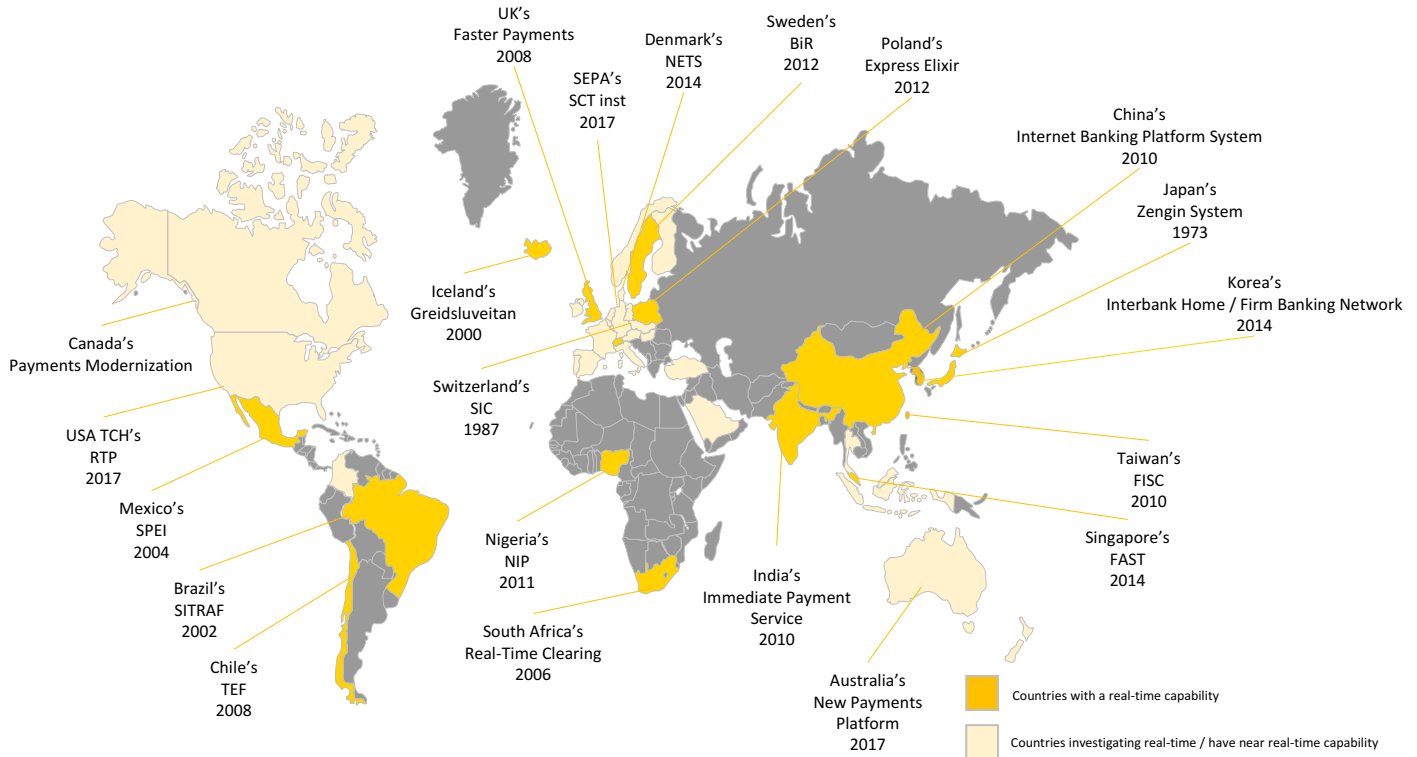 UK’s
Faster Payments
2008
SEPA’s
SCT inst
2017
Denmark’s
NETS
2014
Sweden’s
BiR
2012
Poland’s
Express Elixir
2012
China’s
Internet Banking Platform System
2010
Japan’s
Zengin System
1973
Korea’s
Interbank Home / Firm Banking Network
2014
Iceland’s
Greidsluveitan
2000
Canada’s
Payments Modernization
Switzerland’s
SIC
1987
USA TCH’s
RTP
2017
Mexico’s
SPEI
2004
Brazil’s
SITRAF
2002
Chile’s
TEF
2008
Nigeria’s
NIP
2011
South Africa’s
Real-Time Clearing
2006
India’s
Immediate Payment
Service
2010
Taiwan’s
FISC
2010
Singapore’s
FAST
2014
Australia’s
New Payments
Platform
2017
Countries with a real-time capability
Countries investigating real-time / have near real-time capability